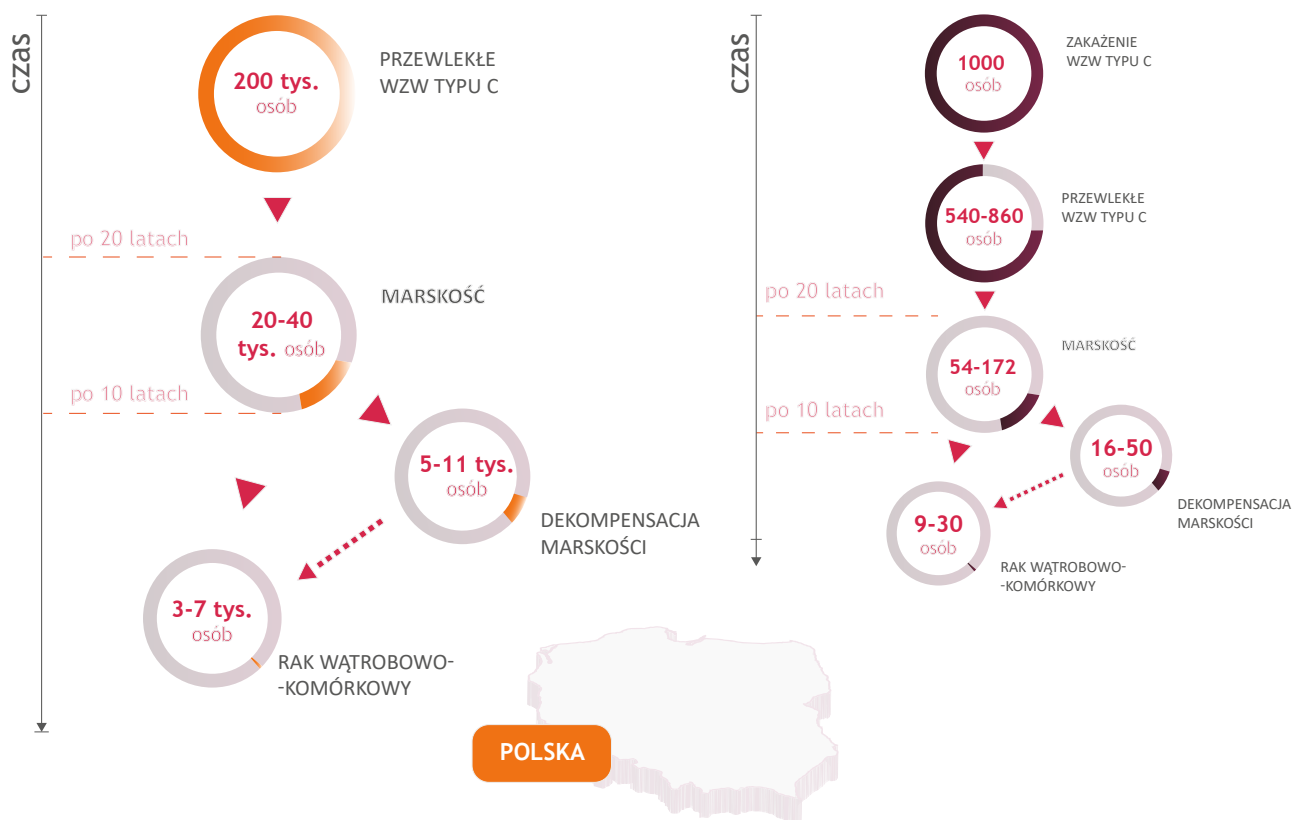 czas
200 tys.
osób
PRZEWLEKŁE
WZW TYPU C
po 20 latach
20-40
tys. osób
MARSKOŚĆ
po 10 latach
5-11 tys.
osób
DEKOMPENSACJA
MARSKOŚCI
3-7 tys.
osób
RAK WĄTROBOWO-
-KOMÓRKOWY
POLSKA
czas
1000
osób
ZAKAŻENIE
WZW TYPU C
540-860
osób
PRZEWLEKŁE
WZW TYPU C
po 20 latach
54-172
osób
MARSKOŚĆ
po 10 latach
16-50
osób
DEKOMPENSACJA
MARSKOŚCI
9-30
osób
RAK WĄTROBOWO-
-KOMÓRKOWY